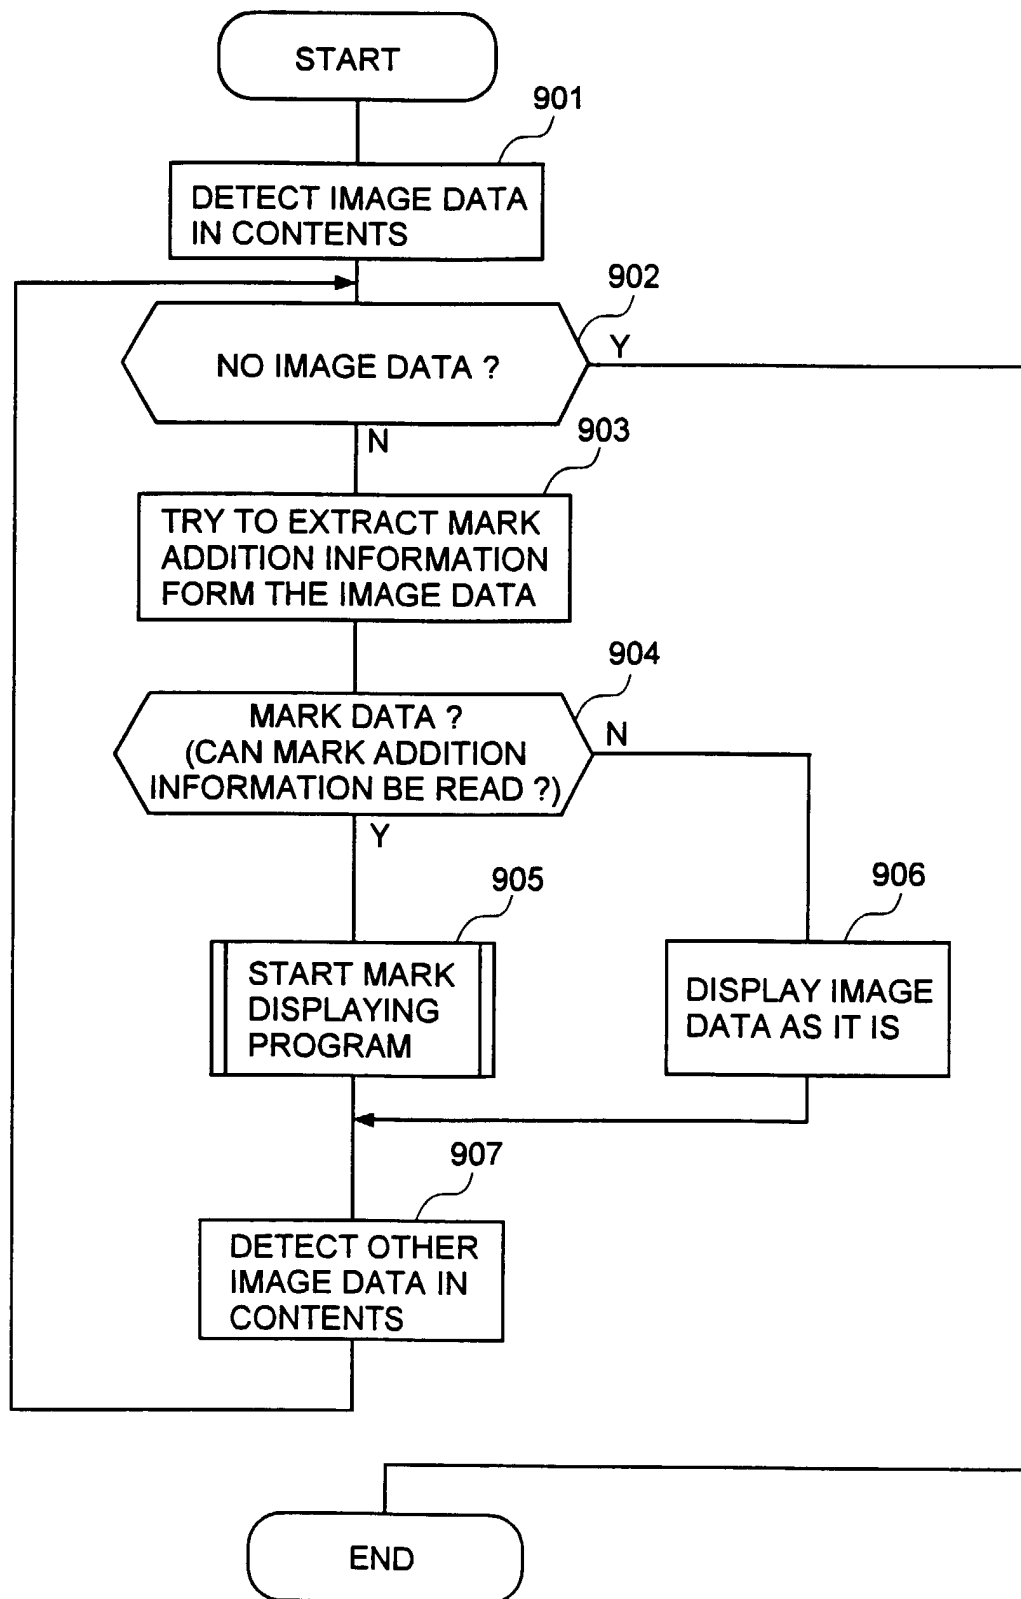 START
901
DETECT IMAGE DATA
IN CONTENTS
902
NO IMAGE DATA ?
Y
N
903
TRY TO EXTRACT MARK
ADDITION INFORMATION
FORM THE IMAGE DATA
904
MARK DATA ?
(CAN MARK ADDITION
INFORMATION BE READ ?)
N
Y
905
START MARK
DISPLAYING
PROGRAM
906
DISPLAY IMAGE
DATA AS IT IS
907
DETECT OTHER
IMAGE DATA IN
CONTENTS
END